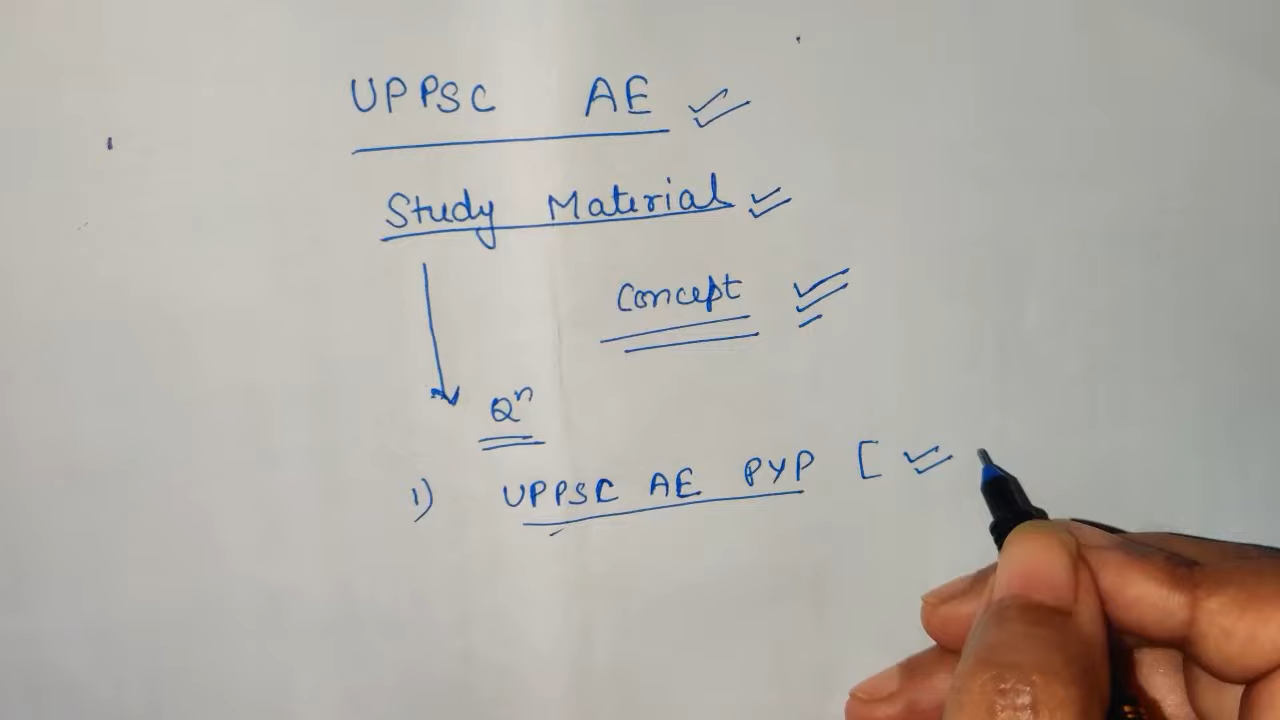 UPPSC AE
Study Material
Concept
Qⁿ
1) UPPSC AE PYP [